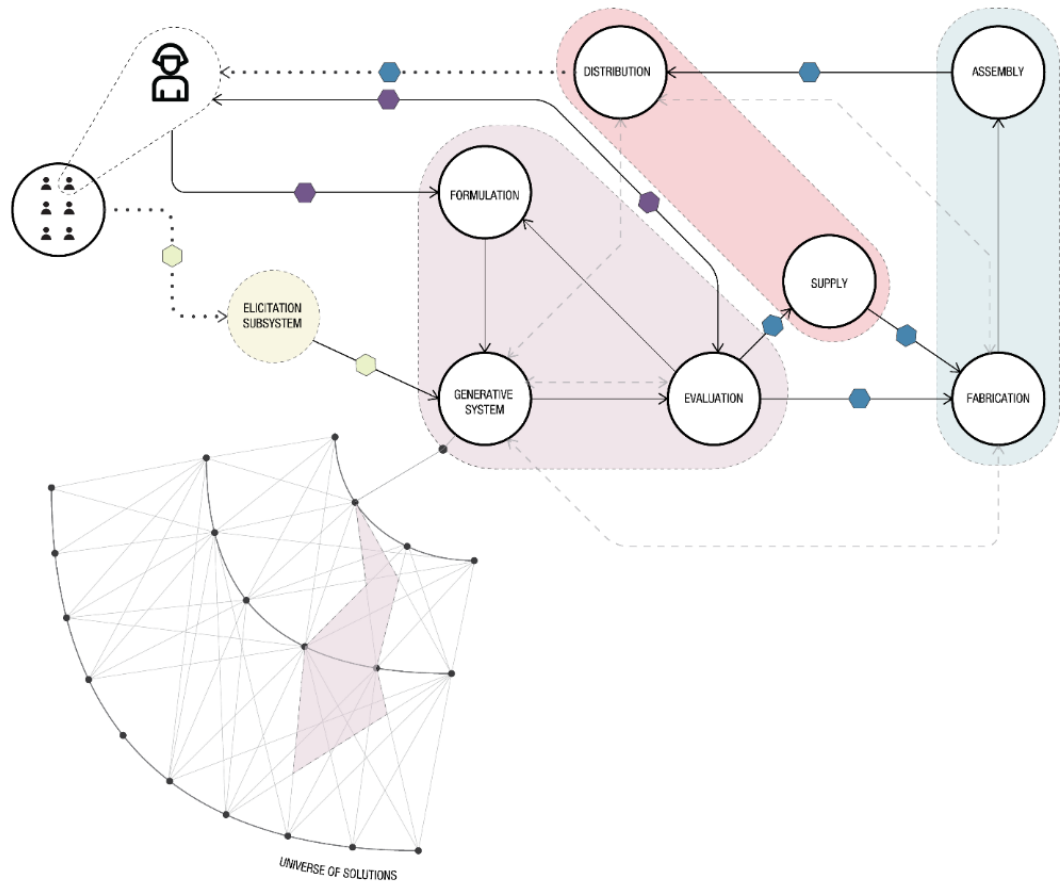 DISTRIBUTION
ASSEMBLY
FORMULATION
ELICITATION
SUBSYSTEM
SUPPLY
GENERATIVE
SYSTEM
EVALUATION
FABRICATION
UNIVERSE OF SOLUTIONS